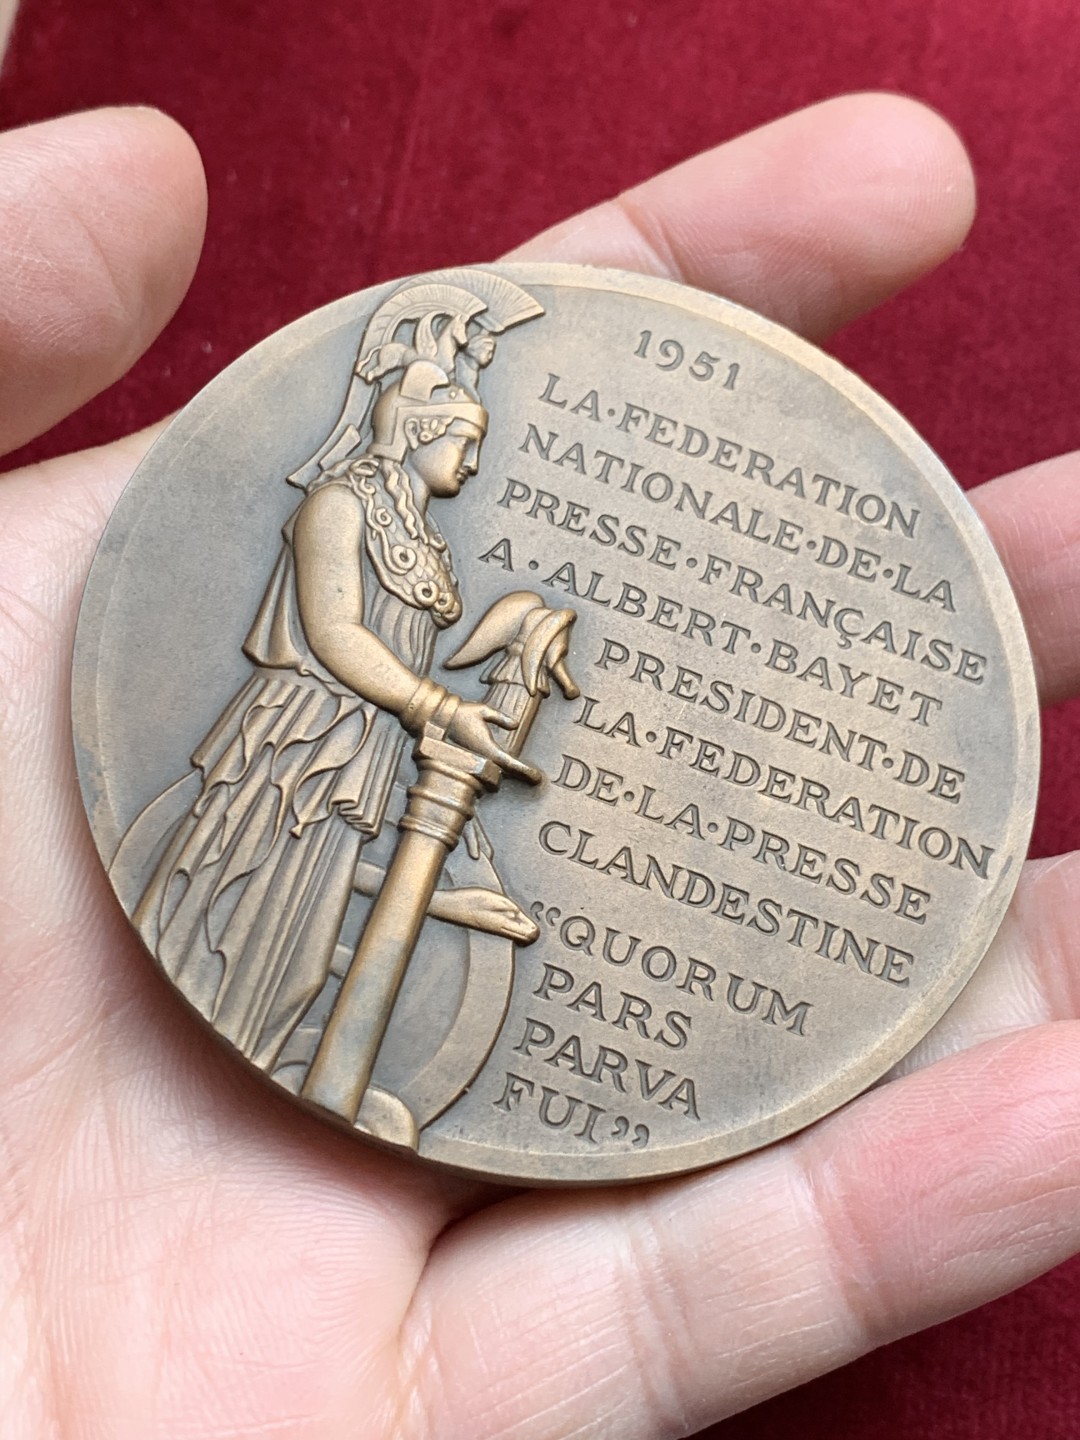 1951
LA·FEDERATION
NATIONALE·DE·LA
PRESSE·FRANÇAISE
A·ALBERT·BAYET
PRESIDENT·DE
LA·FEDERATION
DE·LA·PRESSE
CLANDESTINE
“QUORUM
PARS
PARVA
FUI”